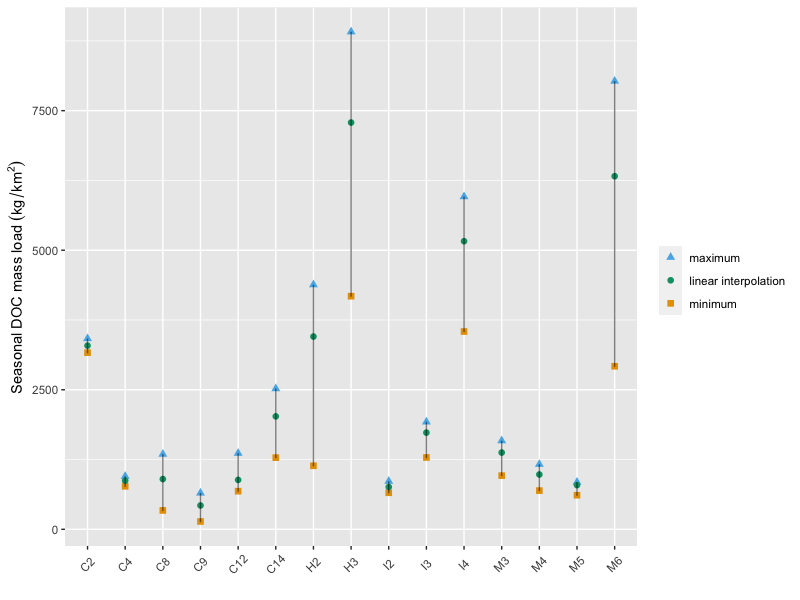 Seasonal DOC mass load (kg/km²)
7500
5000
2500
0
C2
C4
C8
C9
C12
C14
H2
H3
I2
I3
I4
M3
M4
M5
M6
maximum
linear interpolation
minimum